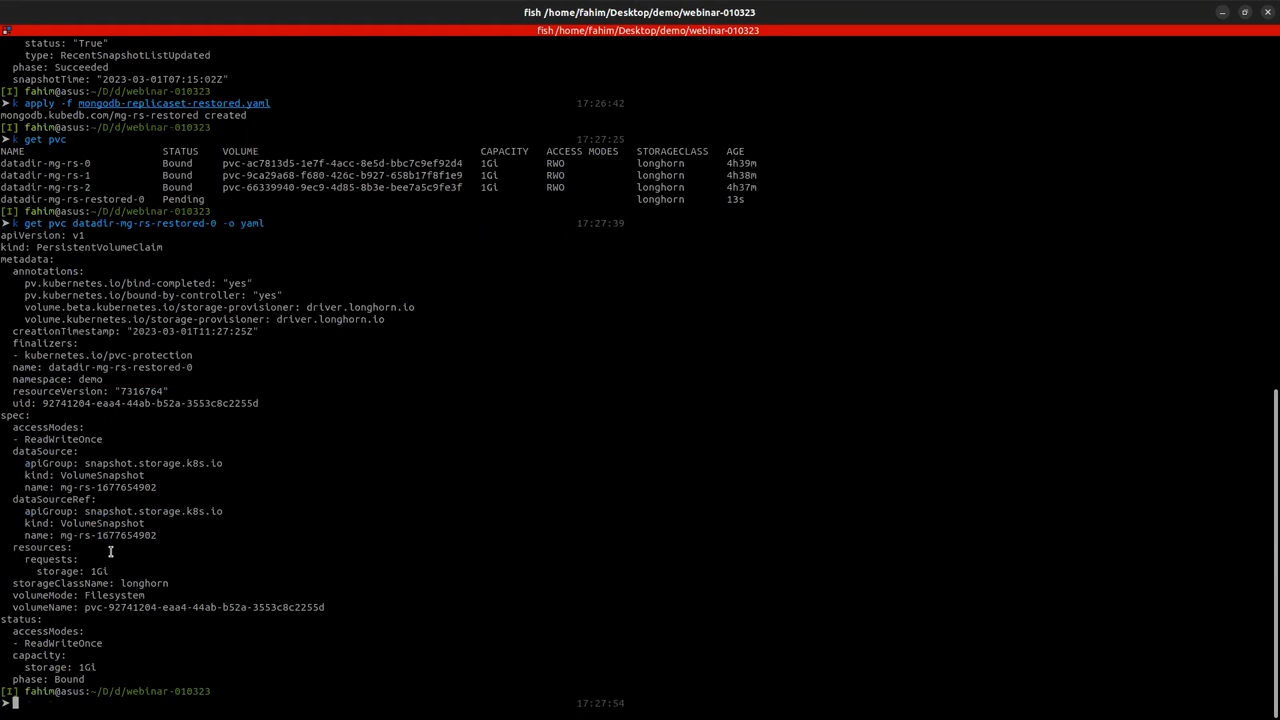 fish /home/fahim/Desktop/demo/webinar-010323
fish /home/fahim/Desktop/demo/webinar-010323
status: "True"
type: RecentSnapshotListUpdated
phase: Succeeded
snapshotTime: "2023-03-01T07:15:02Z"
[I] fahim@asus:~/D/d/webinar-010323
➤ k apply -f mongodb-replicaset-restored.yaml 17:26:42
mongodb.kubedb.com/mg-rs-restored created
[I] fahim@asus:~/D/d/webinar-010323
➤ k get pvc 17:27:25
NAME STATUS VOLUME CAPACITY ACCESS MODES STORAGECLASS AGE
datadir-mg-rs-0 Bound pvc-ac7813d5-1e7f-4acc-8e5d-bbc7c9ef92d4 1Gi RWO longhorn 4h39m
datadir-mg-rs-1 Bound pvc-9ca29a68-f680-426c-b927-658b17f8f1e9 1Gi RWO longhorn 4h38m
datadir-mg-rs-2 Bound pvc-66339940-9ec9-4d85-8b3e-bee7a5c9fe3f 1Gi RWO longhorn 4h37m
datadir-mg-rs-restored-0 Pending longhorn 13s
[I] fahim@asus:~/D/d/webinar-010323
➤ k get pvc datadir-mg-rs-restored-0 -o yaml 17:27:39
apiVersion: v1
kind: PersistentVolumeClaim
metadata:
annotations:
pv.kubernetes.io/bind-completed: "yes"
pv.kubernetes.io/bound-by-controller: "yes"
volume.beta.kubernetes.io/storage-provisioner: driver.longhorn.io
volume.kubernetes.io/storage-provisioner: driver.longhorn.io
creationTimestamp: "2023-03-01T11:27:25Z"
finalizers:
- kubernetes.io/pvc-protection
name: datadir-mg-rs-restored-0
namespace: demo
resourceVersion: "7316764"
uid: 92741204-eaa4-44ab-b52a-3553c8c2255d
spec:
accessModes:
- ReadWriteOnce
dataSource:
apiGroup: snapshot.storage.k8s.io
kind: VolumeSnapshot
name: mg-rs-1677654902
dataSourceRef:
apiGroup: snapshot.storage.k8s.io
kind: VolumeSnapshot
name: mg-rs-1677654902
resources:
requests:
storage: 1Gi
storageClassName: longhorn
volumeMode: Filesystem
volumeName: pvc-92741204-eaa4-44ab-b52a-3553c8c2255d
status:
accessModes:
- ReadWriteOnce
capacity:
storage: 1Gi
phase: Bound
[I] fahim@asus:~/D/d/webinar-010323
➤ 17:27:54